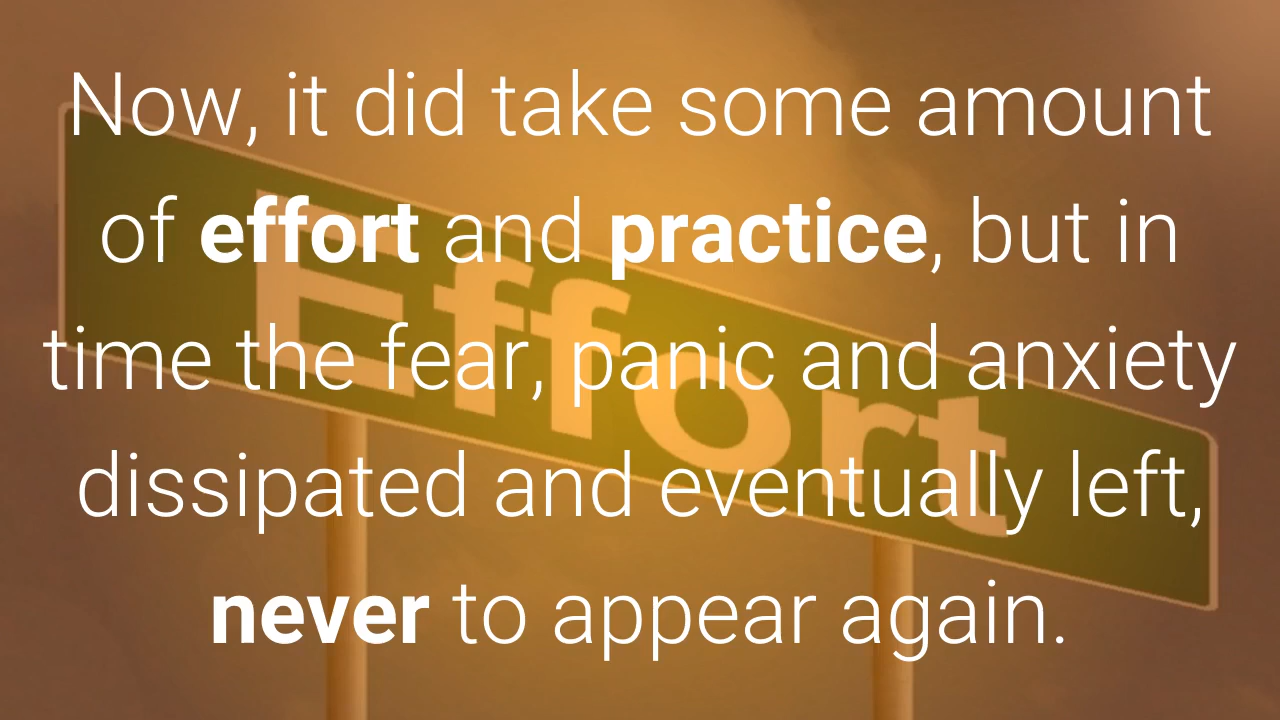 Now, it did take some amount
of effort and practice, but in
time the fear, panic and anxiety
dissipated and eventually left,
never to appear again.
Effort